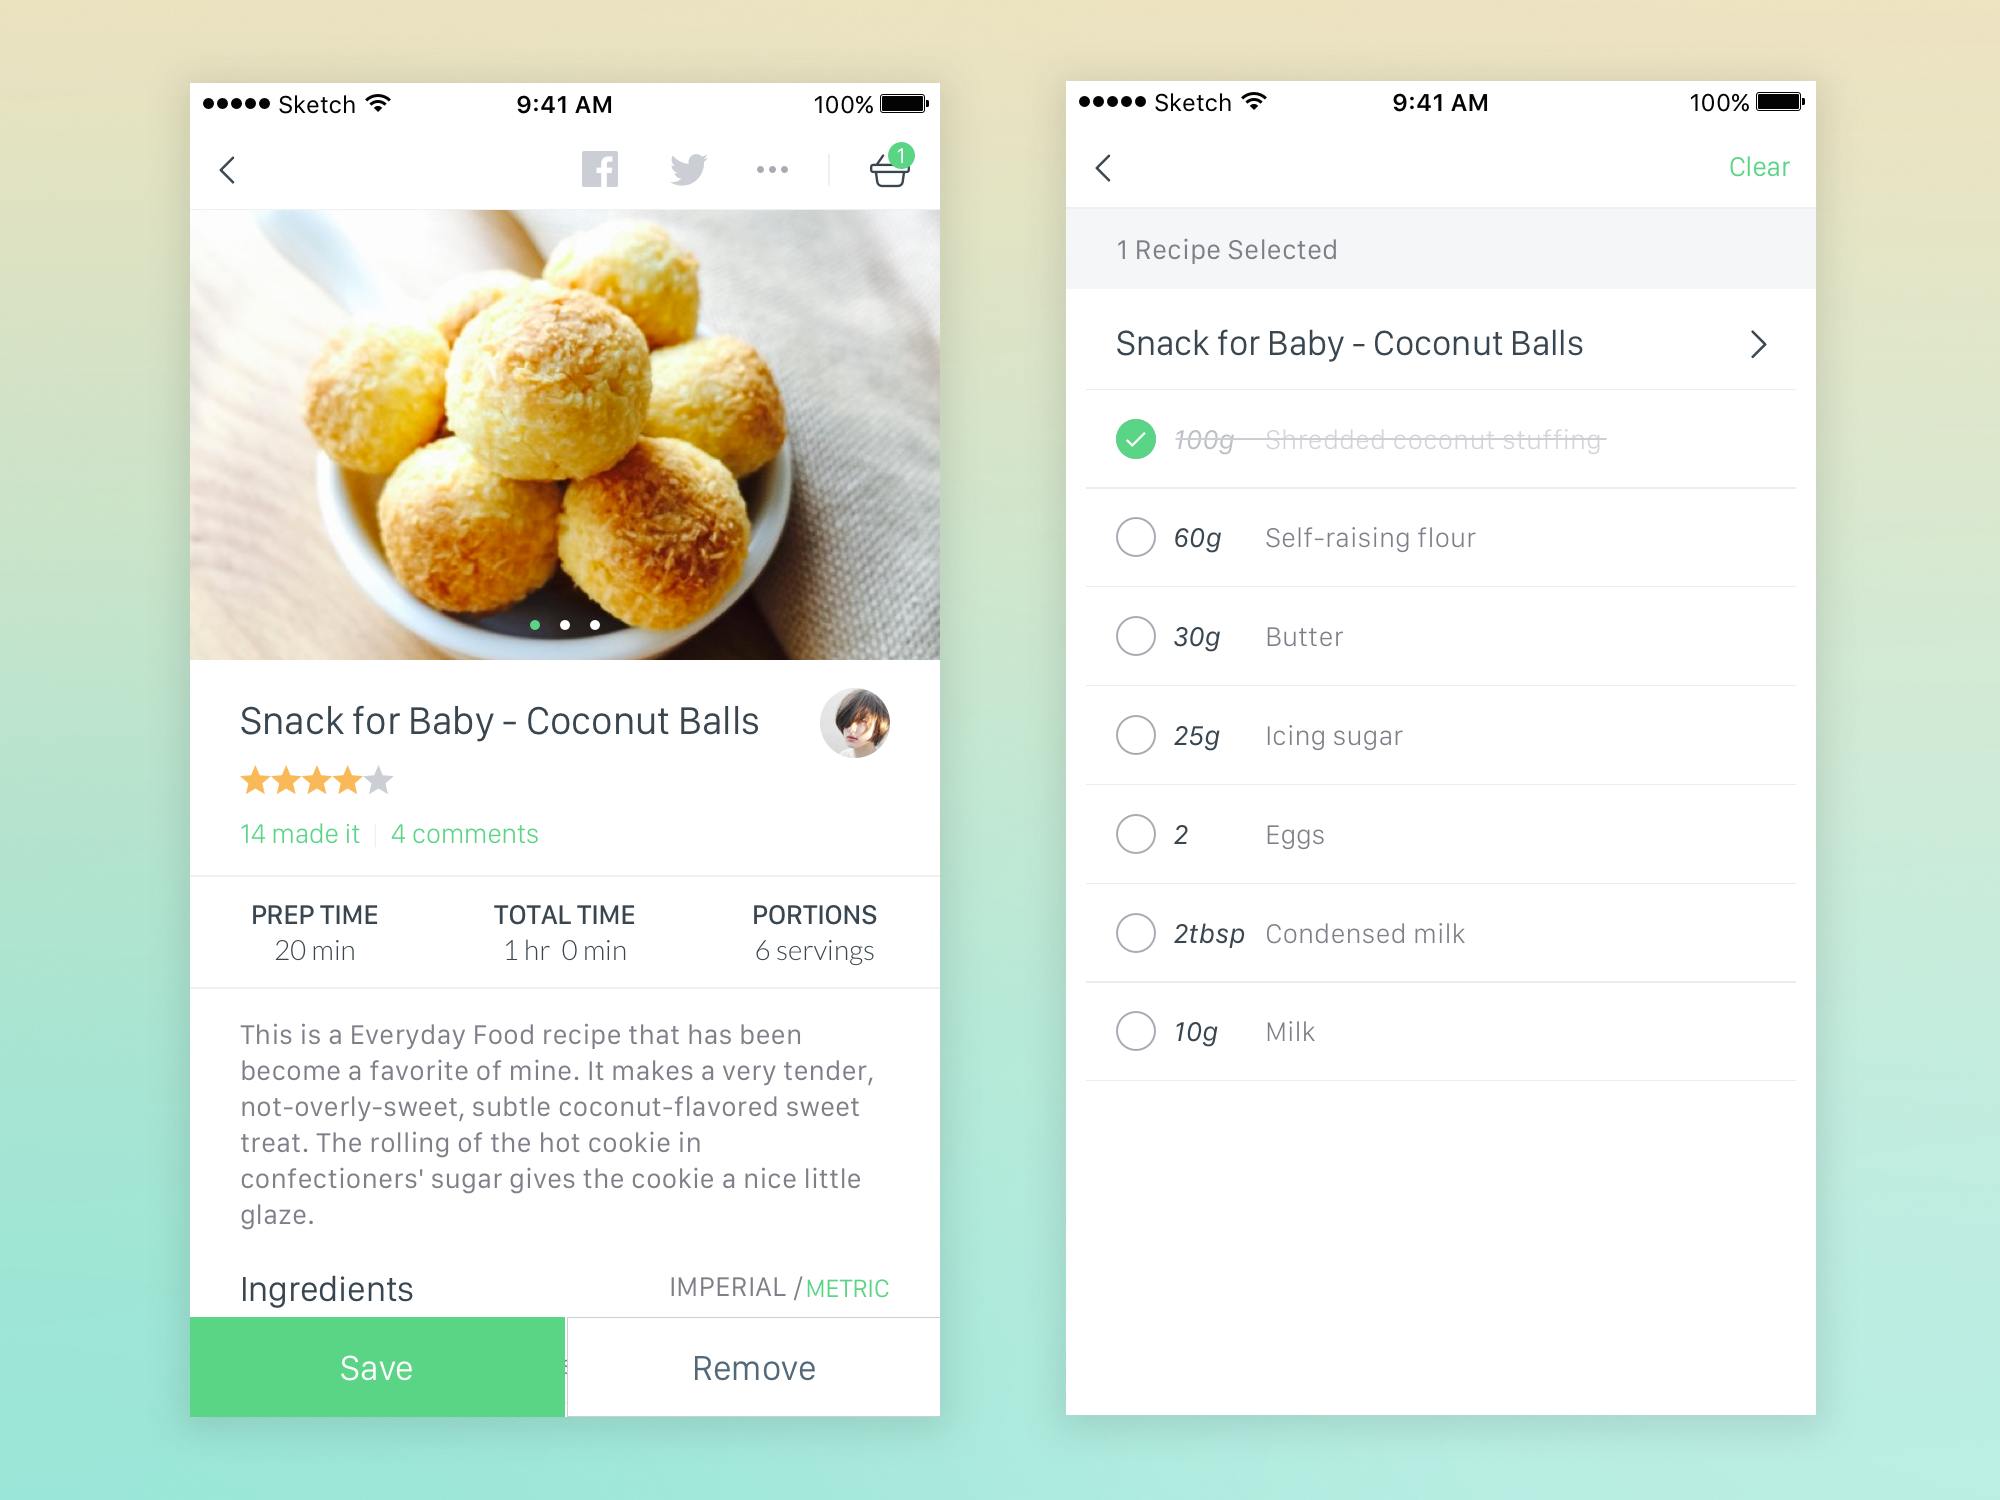 Sketch 9:41 AM 100%
1
Snack for Baby - Coconut Balls
14 made it 4 comments
PREP TIME TOTAL TIME PORTIONS
20 min 1 hr 0 min 6 servings
This is a Everyday Food recipe that has been
become a favorite of mine. It makes a very tender,
not-overly-sweet, subtle coconut-flavored sweet
treat. The rolling of the hot cookie in
confectioners' sugar gives the cookie a nice little
glaze.
Ingredients IMPERIAL / METRIC
Save Remove
Sketch 9:41 AM 100%
Clear
1 Recipe Selected
Snack for Baby - Coconut Balls
100g Shredded coconut stuffing
60g Self-raising flour
30g Butter
25g Icing sugar
2 Eggs
2tbsp Condensed milk
10g Milk